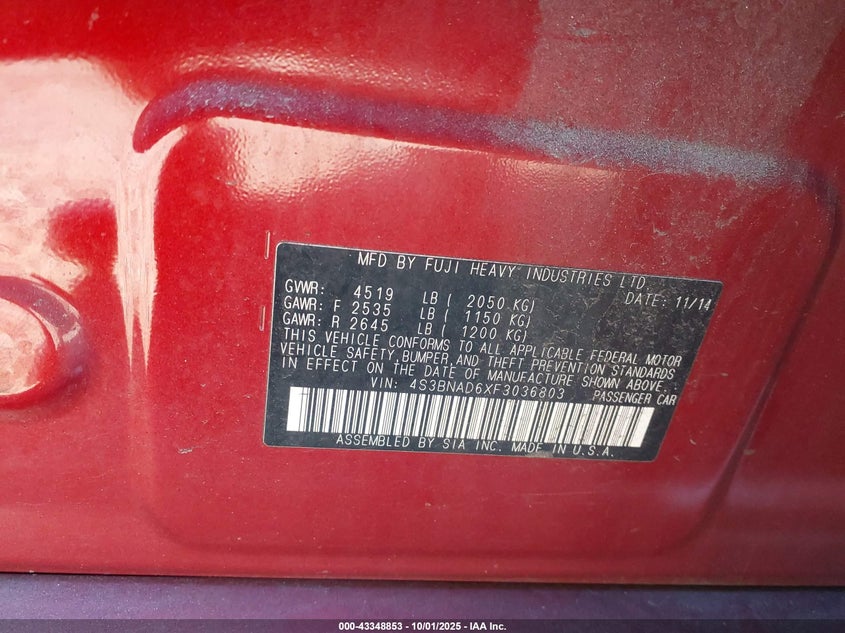 MFD BY FUJI HEAVY INDUSTRIES LTD.
GVWR: 4519 LB ( 2050 KG) DATE: 11/14
GAWR: F 2535 LB ( 1150 KG)
GAWR: R 2645 LB ( 1200 KG)
THIS VEHICLE CONFORMS TO ALL APPLICABLE FEDERAL MOTOR
VEHICLE SAFETY,BUMPER,AND THEFT PREVENTION STANDARDS
IN EFFECT ON THE DATE OF MANUFACTURE SHOWN ABOVE.
VIN: 4S3BNAD6XF3036803 PASSENGER CAR
ASSEMBLED BY SIA INC. MADE IN U.S.A.
000-43348853 - 10/01/2025 - IAA Inc.